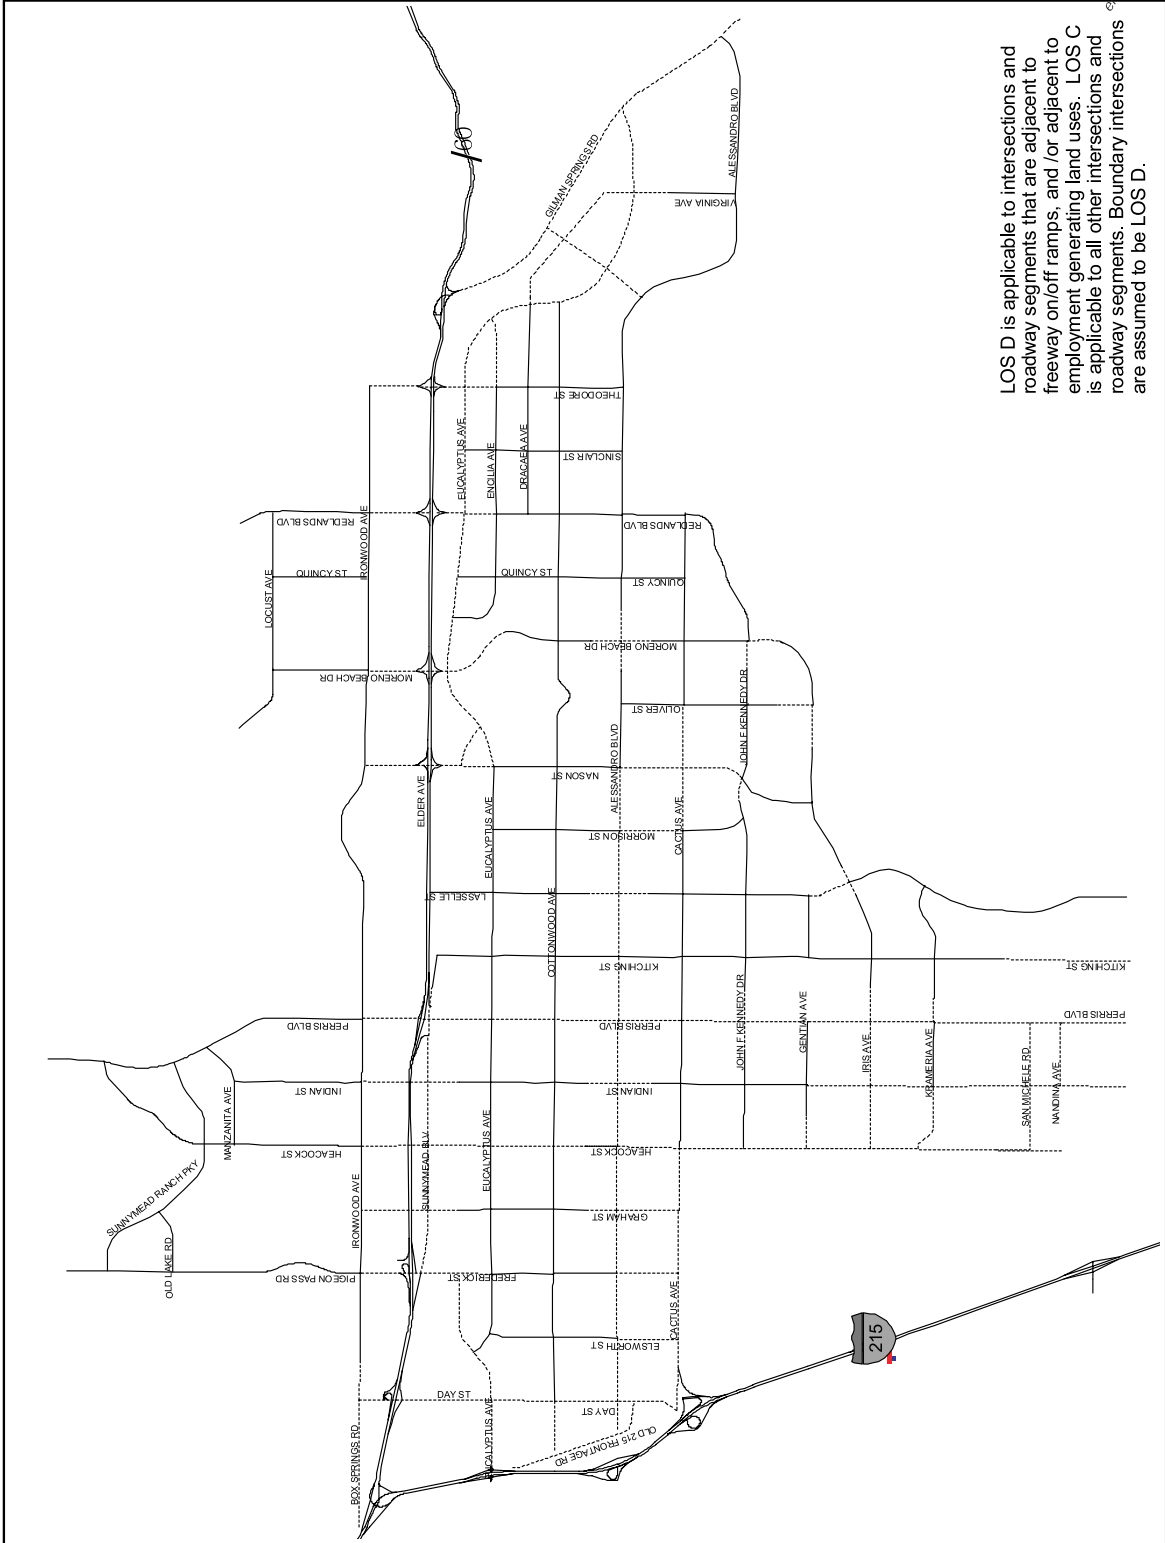 LOS D is applicable to intersections and
roadway segments that are adjacent to
freeway on/off ramps, and /or adjacent to
employment generating land uses. LOS C
is applicable to all other intersections and
roadway segments. Boundary intersections
are assumed to be LOS D.
60
GILMAN SPRINGS RD
ALESSANDRO BLVD
VIRGINIA AVE
THEODORE ST
EUCALYPTUS AVE
ENCILIA AVE
DRACAEA AVE
SINCLAIR ST
REDLANDS BLVD
IRONWOOD AVE
REDLANDS BLVD
LOCUST AVE
QUINCY ST
QUINCY ST
QUINCY ST
MORENO BEACH DR
MORENO BEACH DR
OLIVER ST
JOHN F KENNEDY DR
ELDER AVE
NASON ST
ALESSANDRO BLVD
EUCALYPTUS AVE
MORRISON ST
CACTUS AVE
LASSELLE ST
COTTONWOOD AVE
KITCHING ST
KITCHING ST
PERRIS BLVD
PERRIS BLVD
PERRIS BLVD
JOHN F KENNEDY DR
GENTIAN AVE
IRIS AVE
KRAMERIA AVE
SAN MICHELE RD
NANDINA AVE
INDIAN ST
INDIAN ST
MANZANITA AVE
HEACOCK ST
HEACOCK ST
SUNNYMEAD BLV
EUCALYPTUS AVE
SUNNYMEAD RANCH PKY
IRONWOOD AVE
GRAHAM ST
OLD LAKE RD
PIGEON PASS RD
FREDERICK ST
CACTUS AVE
ELSWORTH ST
215
DAY ST
DAY ST
EUCALYPTUS AVE
OLD 215 FRONTAGE RD
BOX SPRINGS RD